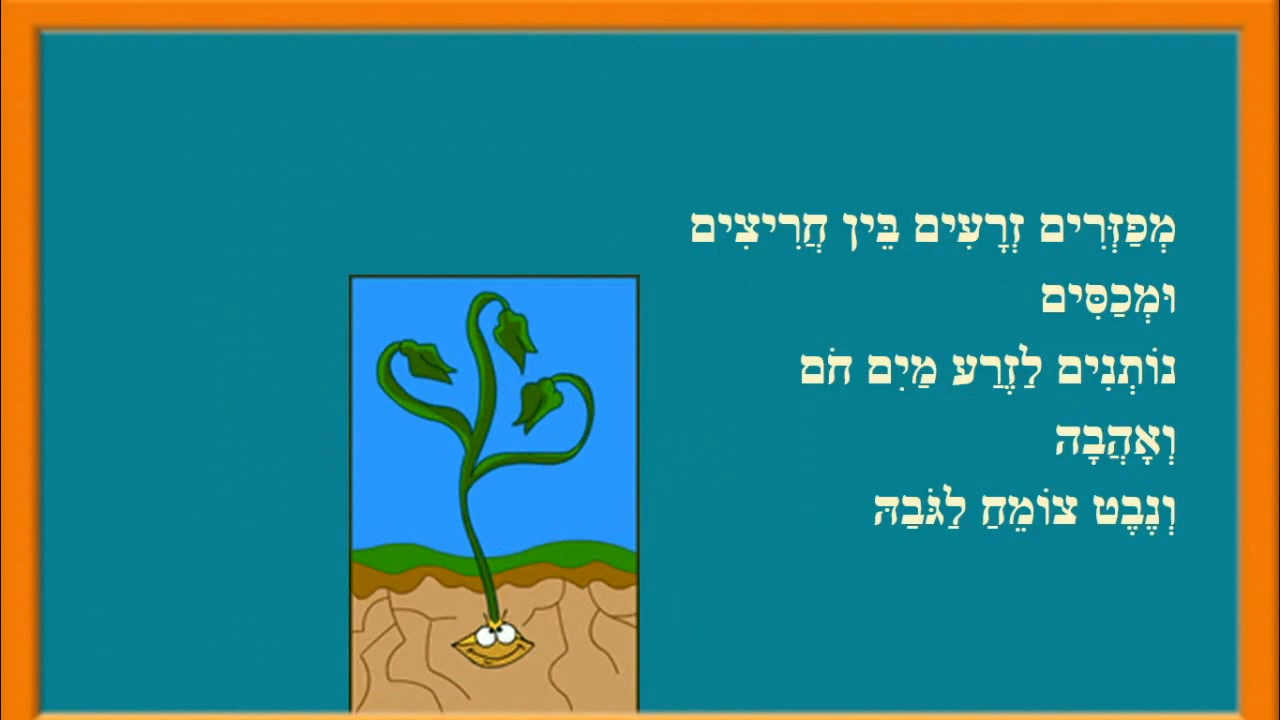 מְפַזְּרִים זְרָעִים בֵּין חֲרִיצִים
וּמְכַסִּים
נוֹתְנִים לַזֶּרַע מַיִם חֹם
וְאָהֲבָה
וְנֶבֶט צוֹמֵחַ לַגֹּבַהּ